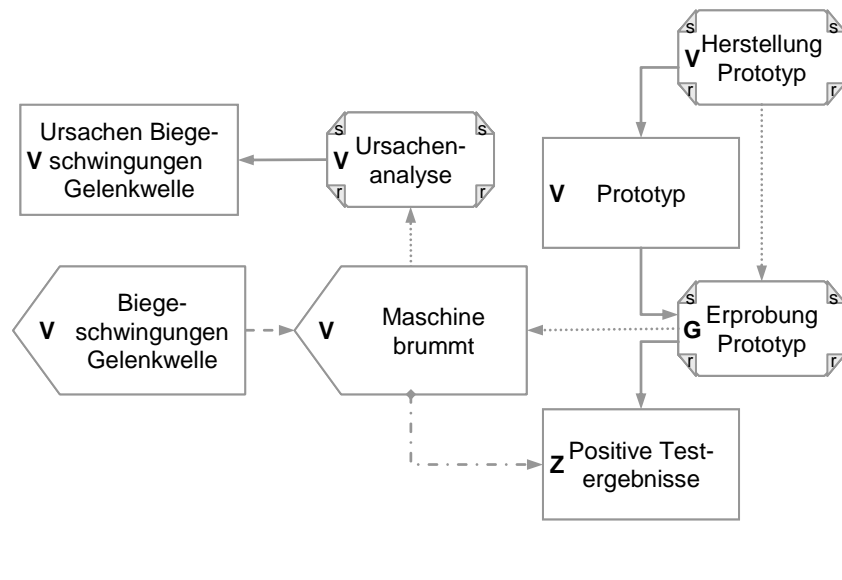 s s
V Herstellung
Prototyp
r r
Ursachen Biege-
V schwingungen
Gelenkwelle
s s
V Ursachen-
analyse
r r
V Prototyp
Biege-
V schwingungen
Gelenkwelle
V Maschine
brummt
s s
Erprobung
G Prototyp
r r
Z Positive Test-
ergebnisse